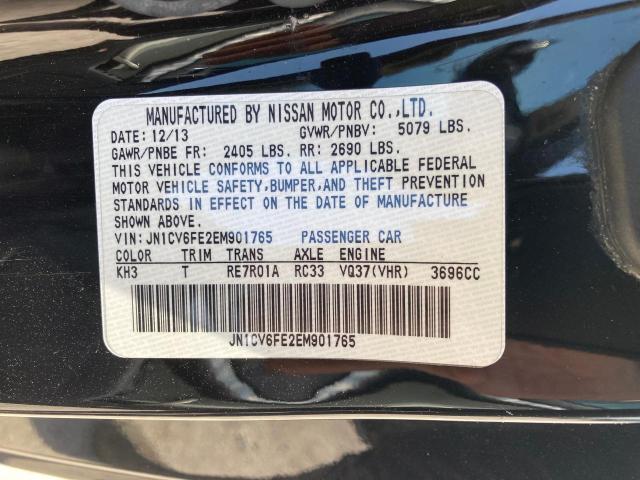 MANUFACTURED BY NISSAN MOTOR CO.,LTD.
DATE: 12/13 GVWR/PNBV: 5079 LBS.
GAWR/PNBE FR: 2405 LBS. RR: 2690 LBS.
THIS VEHICLE CONFORMS TO ALL APPLICABLE FEDERAL
MOTOR VEHICLE SAFETY,BUMPER,AND THEFT PREVENTION
STANDARDS IN EFFECT ON THE DATE OF MANUFACTURE
SHOWN ABOVE.
VIN: JN1CV6FE2EM901765 PASSENGER CAR
COLOR TRIM TRANS AXLE ENGINE
KH3 T RE7R01A RC33 VQ37(VHR) 3696CC
JN1CV6FE2EM901765